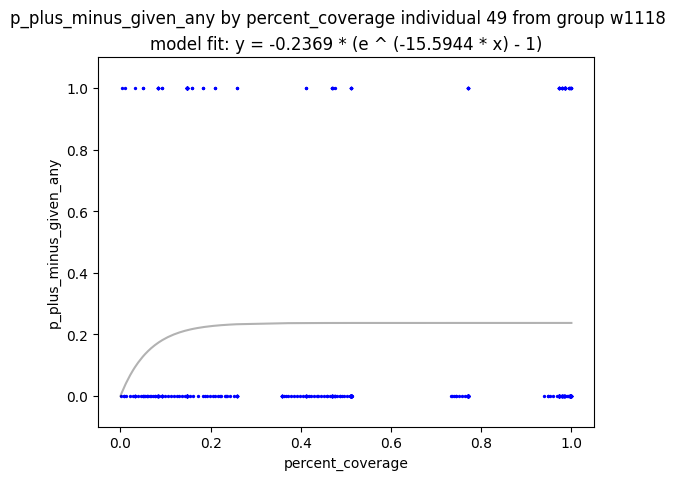 p_plus_minus_given_any by percent_coverage individual 49 from group w1118
model fit: y = -0.2369 * (e ^ (-15.5944 * x) - 1)
p_plus_minus_given_any
1.0
0.8
0.6
0.4
0.2
0.0
0.0 0.2 0.4 0.6 0.8 1.0
percent_coverage